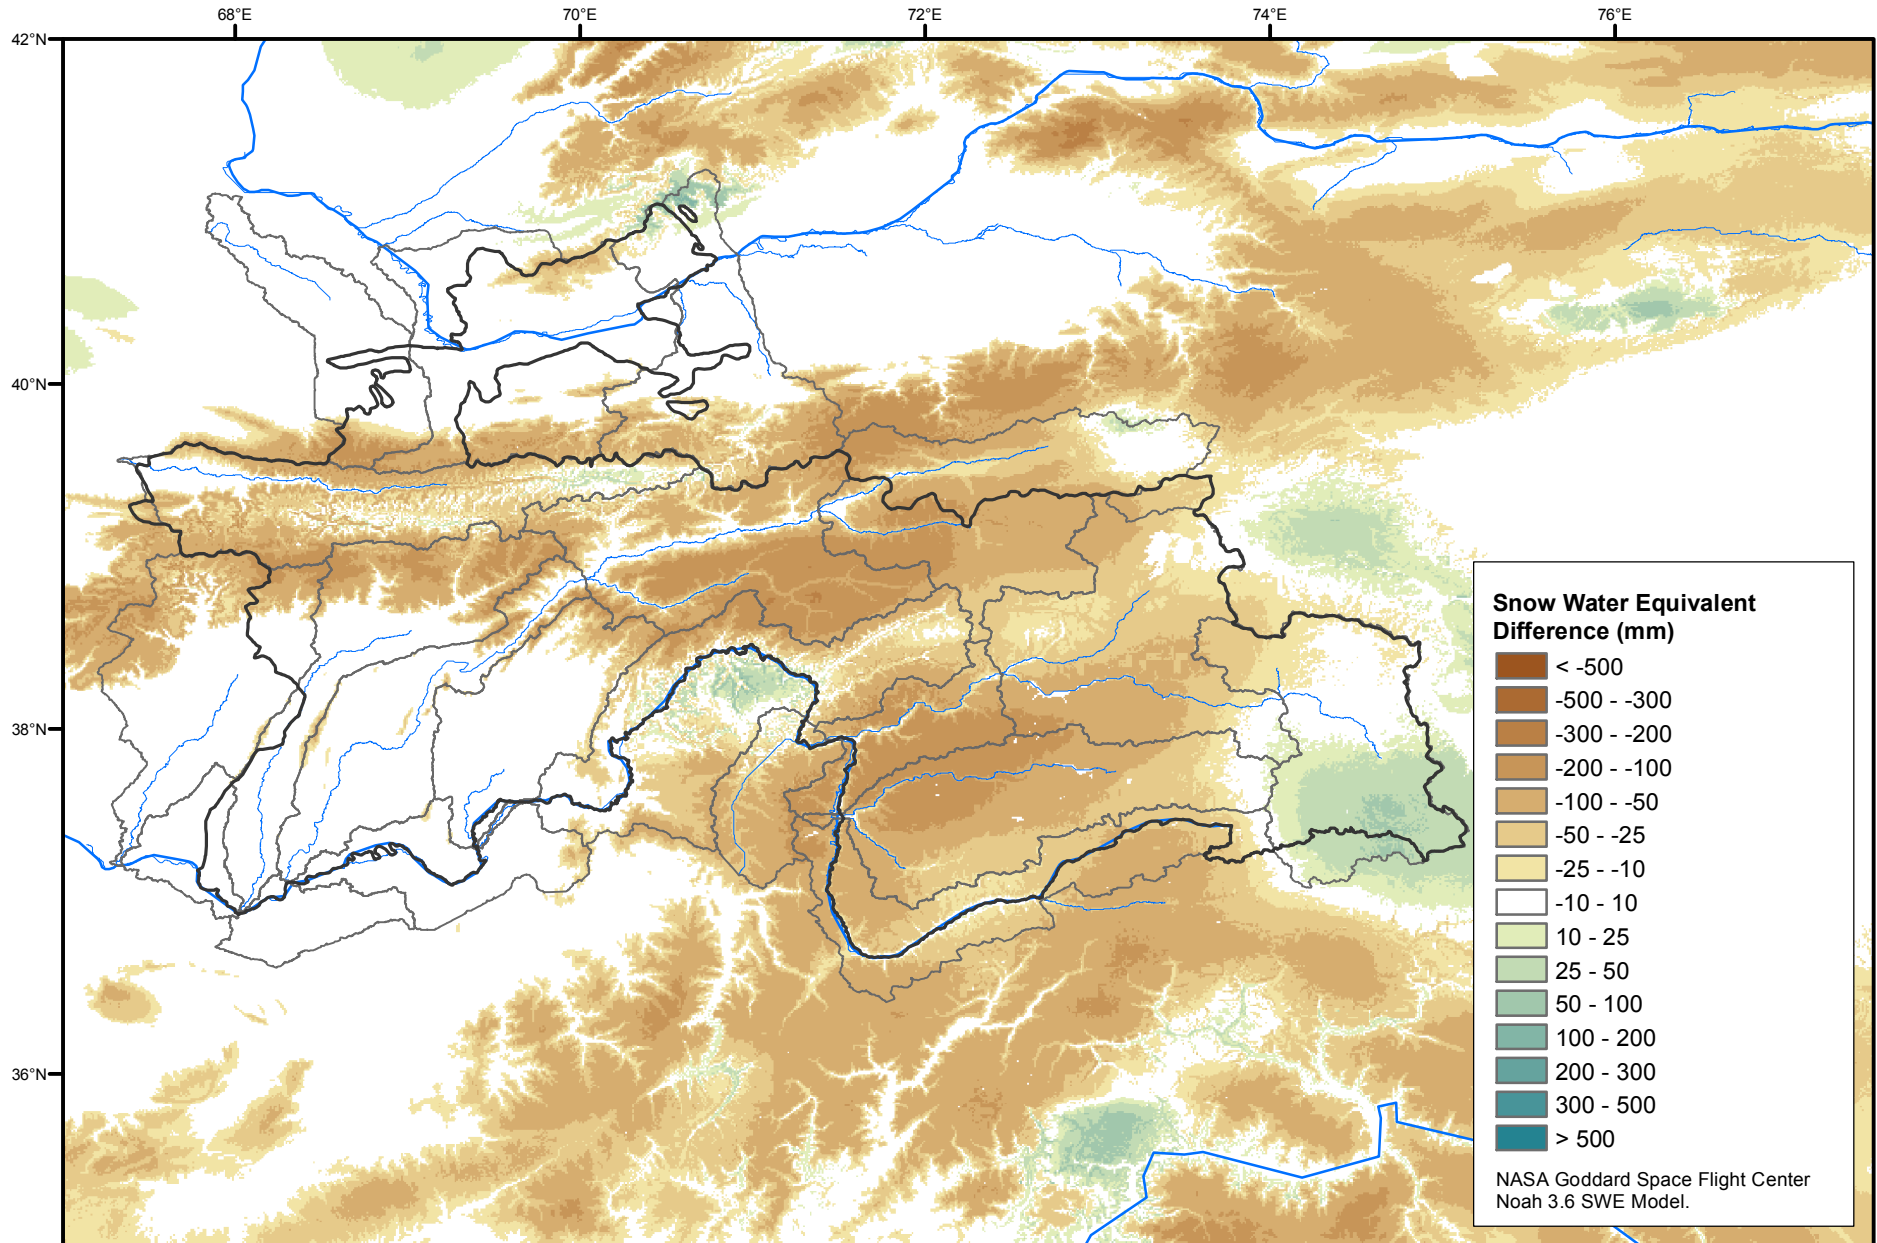 68°E
70°E
72°E
74°E
76°E
42°N
40°N
38°N
36°N
Snow Water Equivalent
Difference (mm)
< -500
-500 - -300
-300 - -200
-200 - -100
-100 - -50
-50 - -25
-25 - -10
-10 - 10
10 - 25
25 - 50
50 - 100
100 - 200
200 - 300
300 - 500
> 500
NASA Goddard Space Flight Center
Noah 3.6 SWE Model.